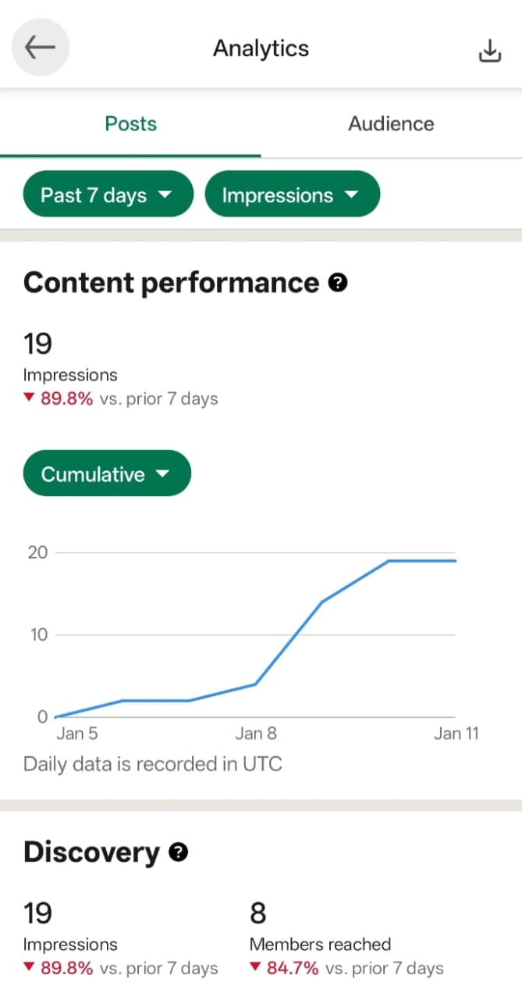 Analytics
Posts Audience
Past 7 days Impressions
Content performance ?
19
Impressions
89.8% vs. prior 7 days
Cumulative
20
10
0
Jan 5 Jan 8 Jan 11
Daily data is recorded in UTC
Discovery ?
19 8
Impressions Members reached
89.8% vs. prior 7 days 84.7% vs. prior 7 days